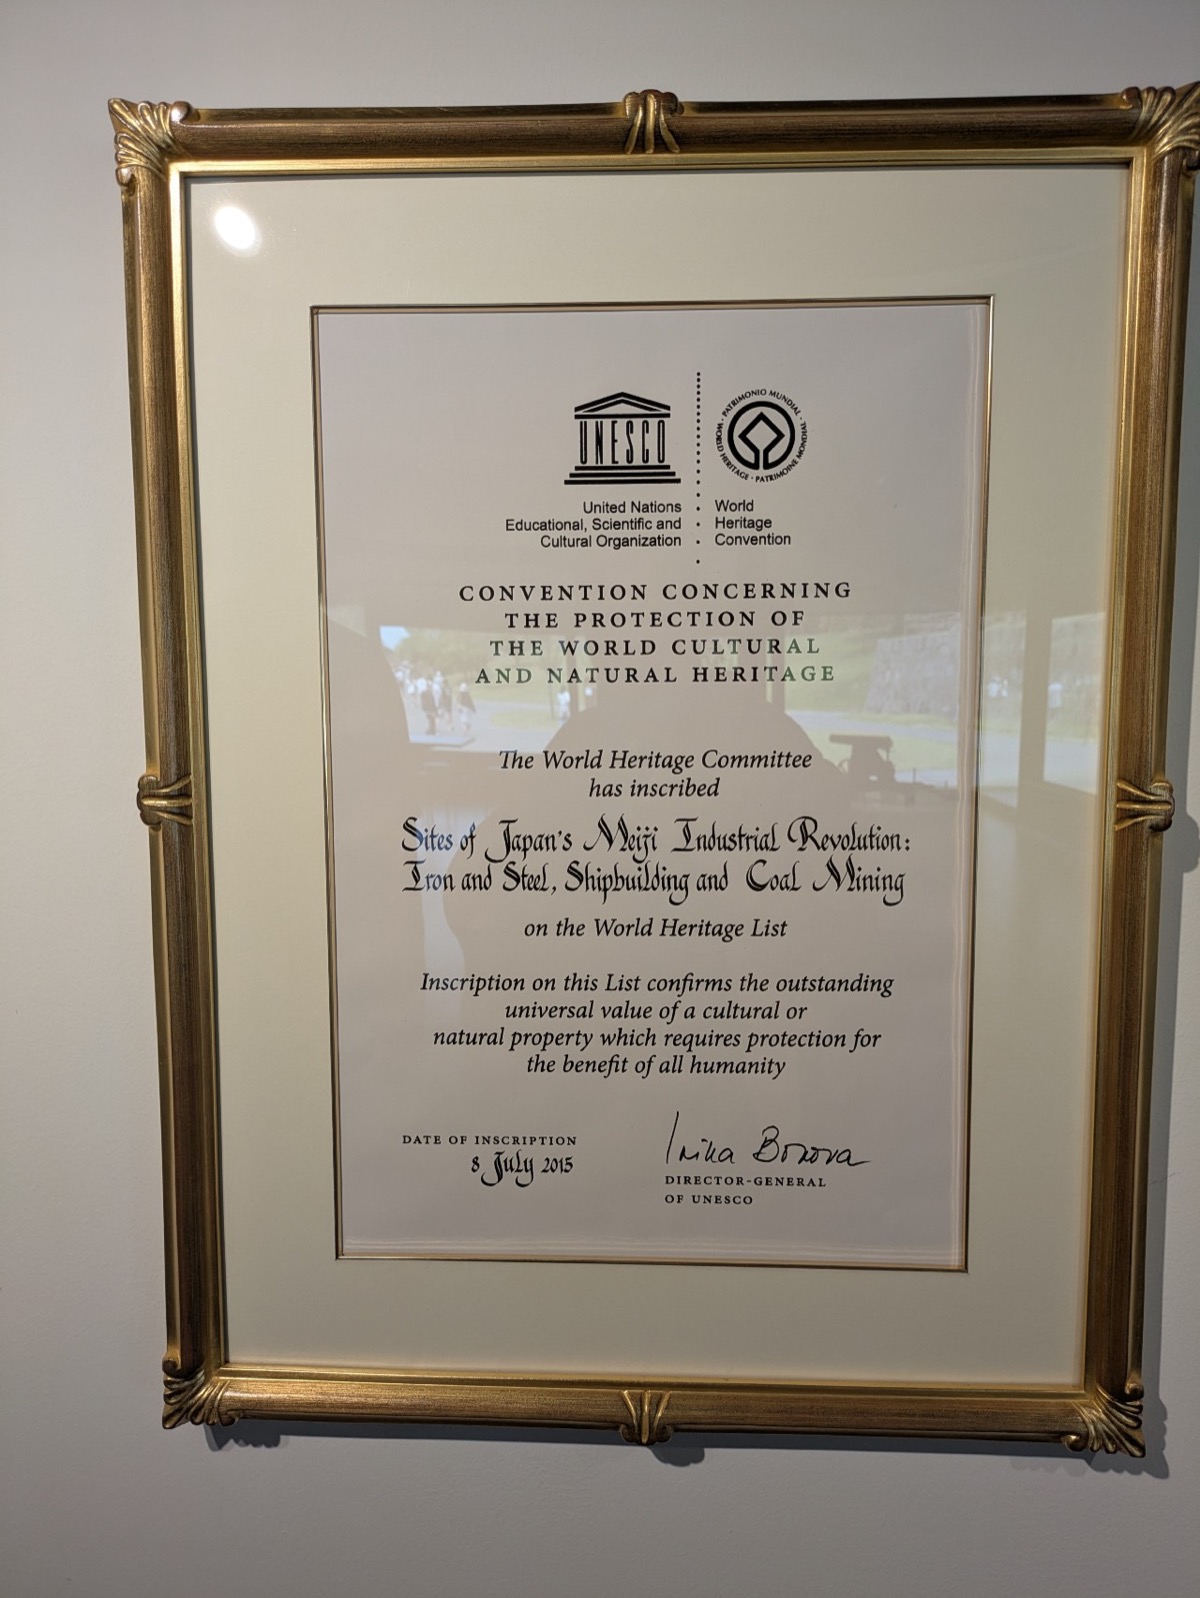 UNESCO
PATRIMONIO MUNDIAL · WORLD HERITAGE · PATRIMOINE MONDIAL ·
United Nations
Educational, Scientific and
Cultural Organization
World
Heritage
Convention
CONVENTION CONCERNING
THE PROTECTION OF
THE WORLD CULTURAL
AND NATURAL HERITAGE
The World Heritage Committee
has inscribed
Sites of Japan's Meiji Industrial Revolution:
Iron and Steel, Shipbuilding and Coal Mining
on the World Heritage List
Inscription on this List confirms the outstanding
universal value of a cultural or
natural property which requires protection for
the benefit of all humanity
DATE OF INSCRIPTION
8 July 2015
Irina Bokova
DIRECTOR-GENERAL
OF UNESCO